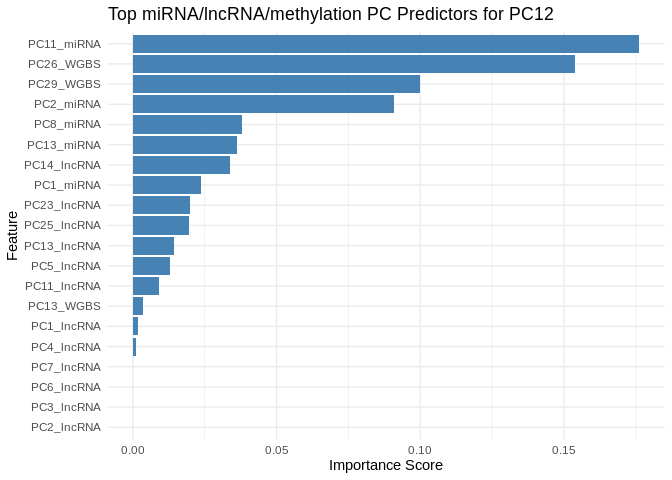 Top miRNA/lncRNA/methylation PC Predictors for PC12
Feature
PC11_miRNA
PC26_WGBS
PC29_WGBS
PC2_miRNA
PC8_miRNA
PC13_miRNA
PC14_lncRNA
PC1_miRNA
PC23_lncRNA
PC25_lncRNA
PC13_lncRNA
PC5_lncRNA
PC11_lncRNA
PC13_WGBS
PC1_lncRNA
PC4_lncRNA
PC7_lncRNA
PC6_lncRNA
PC3_lncRNA
PC2_lncRNA
0.00 0.05 0.10 0.15
Importance Score